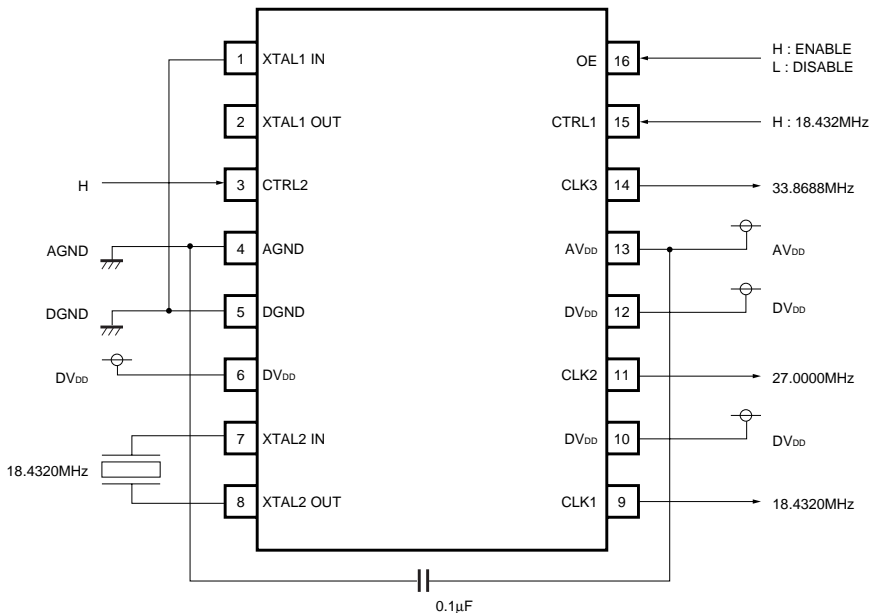 H : ENABLE
L : DISABLE
1 XTAL1 IN
OE 16
2 XTAL1 OUT
CTRL1 15
H : 18.432MHz
H
3 CTRL2
CLK3 14
33.8688MHz
AGND
4 AGND
AVDD 13
AVDD
DGND
5 DGND
DVDD 12
DVDD
DVDD
6 DVDD
CLK2 11
27.0000MHz
18.4320MHz
7 XTAL2 IN
DVDD 10
DVDD
8 XTAL2 OUT
CLK1 9
18.4320MHz
0.1μF